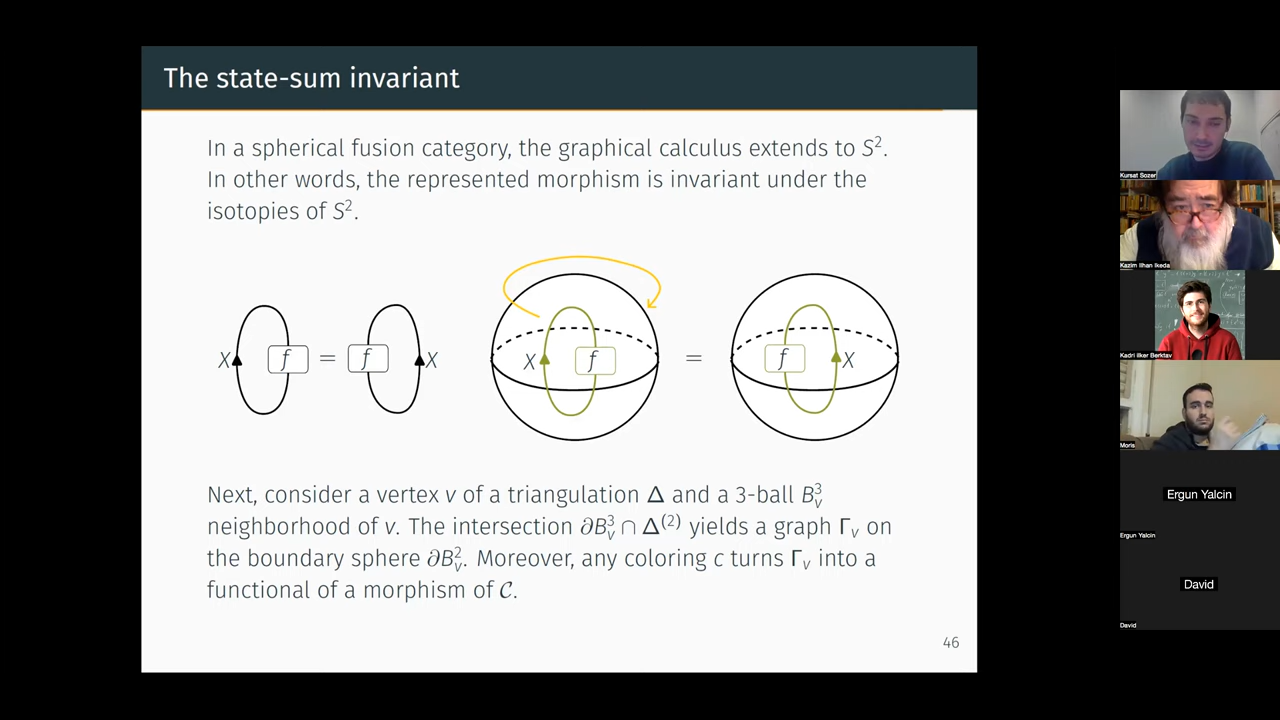 The state-sum invariant
In a spherical fusion category, the graphical calculus extends to S².
In other words, the represented morphism is invariant under the
isotopies of S².
X f = f X
X f = f X
Next, consider a vertex v of a triangulation Δ and a 3-ball B³ᵥ
neighborhood of v. The intersection ∂B³ᵥ ∩ Δ⁽²⁾ yields a graph Γᵥ on
the boundary sphere ∂B²ᵥ. Moreover, any coloring c turns Γᵥ into a
functional of a morphism of 𝒞.
46
Kursat Sozer
Kazim Ilhan Ikeda
Kadri ilker Berktav
Moris
Ergun Yalcin
Ergun Yalcin
David
David